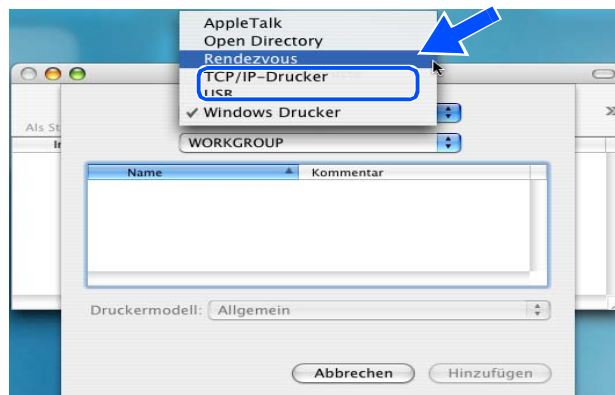 AppleTalk
Open Directory
Rendezvous
TCP/IP-Drucker
USB
✓ Windows Drucker
Als St
WORKGROUP
In
Name Kommentar
Druckermodell: Allgemein
Abbrechen Hinzufügen